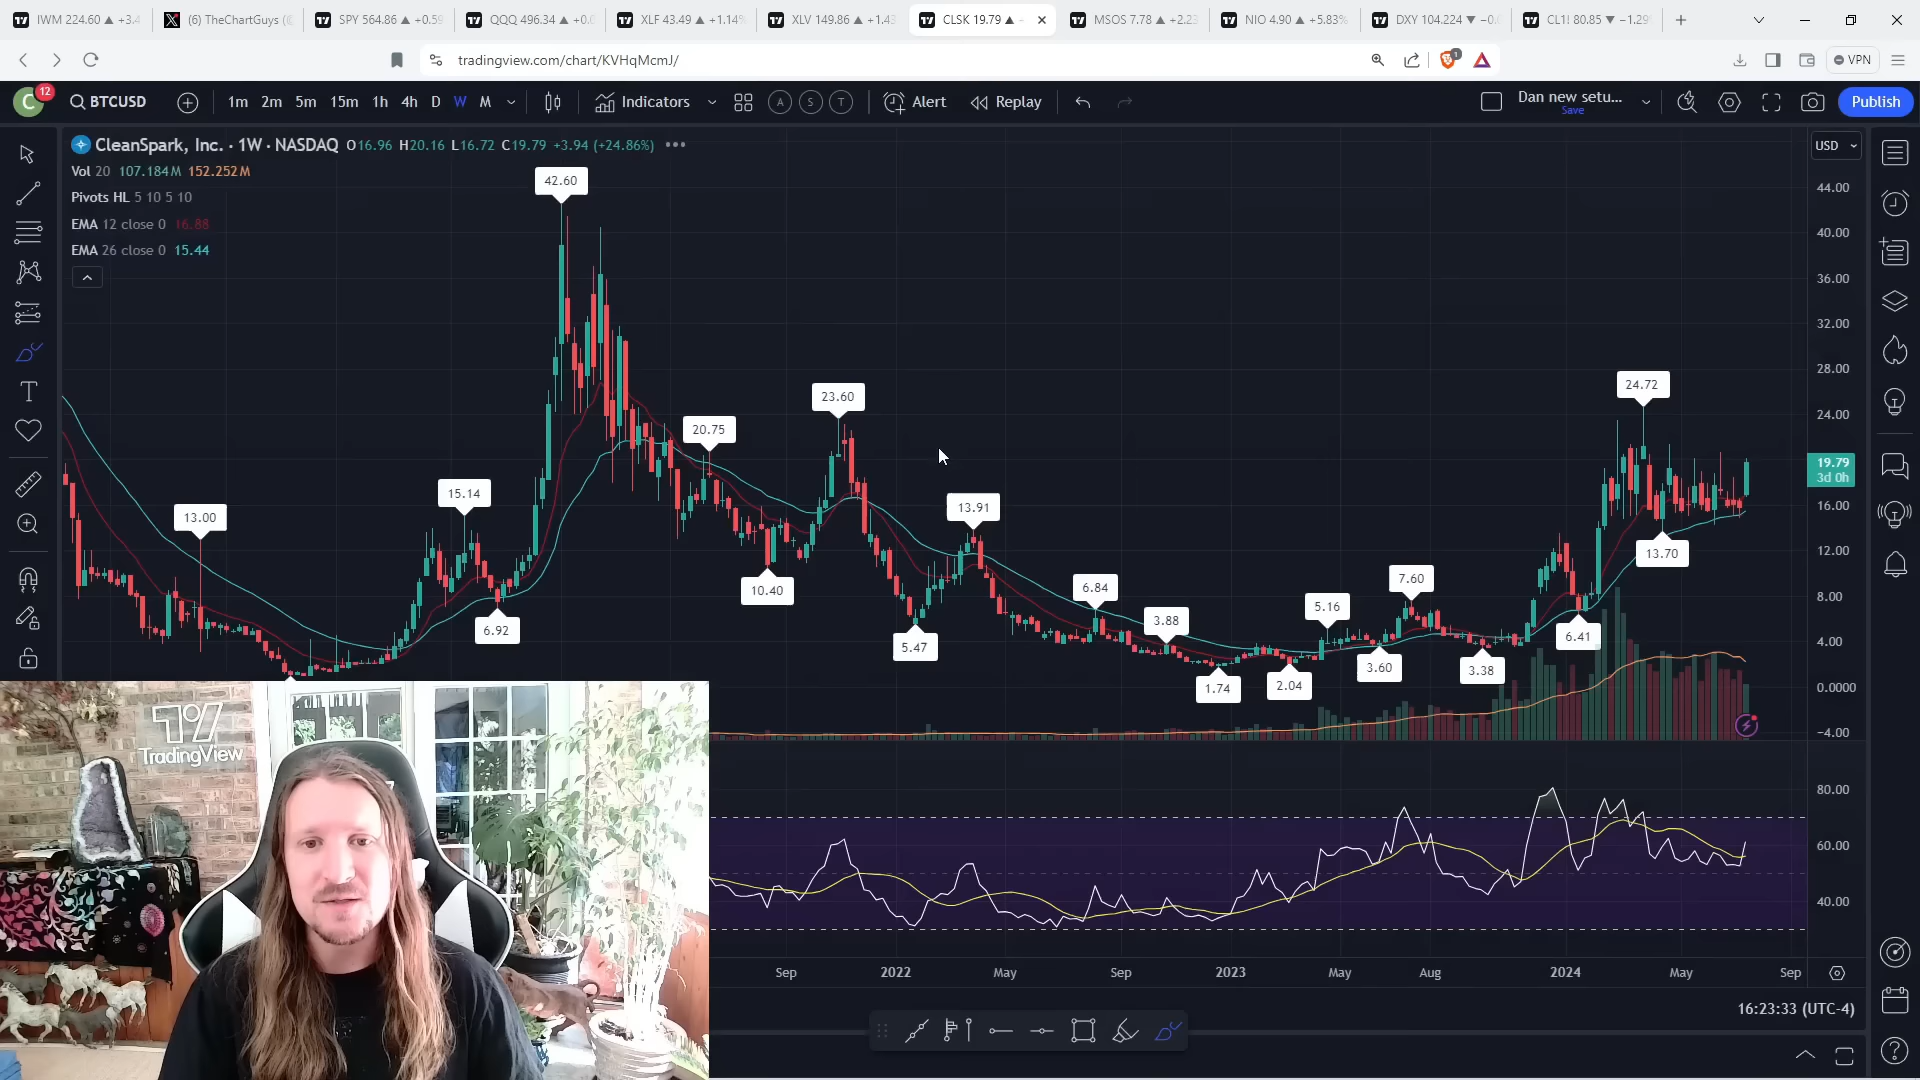 IWM 224.60 ▲ +3.4
(6) TheChartGuys (@
SPY 564.86 ▲ +0.59
QQQ 496.34 ▲ +0.
XLF 43.49 ▲ +1.14%
XLV 149.86 ▲ +1.43
CLSK 19.79 ▲
MSOS 7.78 ▲ +2.23
NIO 4.90 ▲ +5.83%
DXY 104.224 ▼ −0.
CL1! 80.85 ▼ −1.29
tradingview.com/chart/KVHqMcmJ/
1
VPN
C
12
BTCUSD
1m 2m 5m 15m 1h 4h D W M
Indicators
A S T
Alert
Replay
Dan new setu...
Save
Publish
CleanSpark, Inc. · 1W · NASDAQ O16.96 H20.16 L16.72 C19.79 +3.94 (+24.86%)
Vol 20 107.184M 152.252M
Pivots HL 5 10 5 10
EMA 12 close 0 16.88
EMA 26 close 0 15.44
USD
42.60
44.00
40.00
36.00
32.00
28.00
24.72
23.60
24.00
20.75
19.79
3d 0h
15.14
13.91
16.00
13.00
13.70
12.00
7.60
6.84
10.40
8.00
5.16
3.88
6.92
6.41
5.47
4.00
3.60
3.38
2.04
1.74
0.0000
−4.00
TradingView
80.00
60.00
40.00
Sep 2022 May Sep 2023 May Aug 2024 May Sep
16:23:33 (UTC-4)